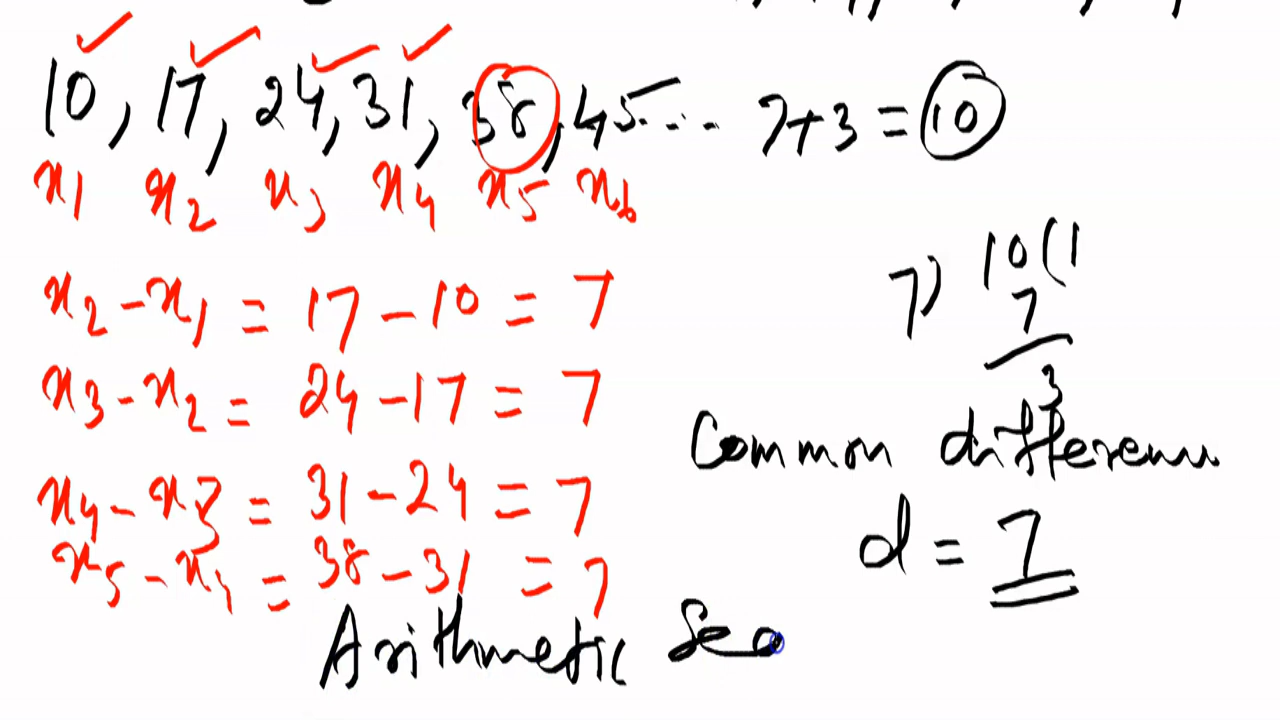 10, 17, 24, 31, 38, 45... 7+3 = 10
x1 x2 x3 x4 x5 x6
x2 - x1 = 17 - 10 = 7
7) 10 (1
7
3
x3 - x2 = 24 - 17 = 7
Common
x4 - x3 = 31 - 24 = 7
d = 7
x5 - x4 = 38 - 31 = 7
Arithmetic